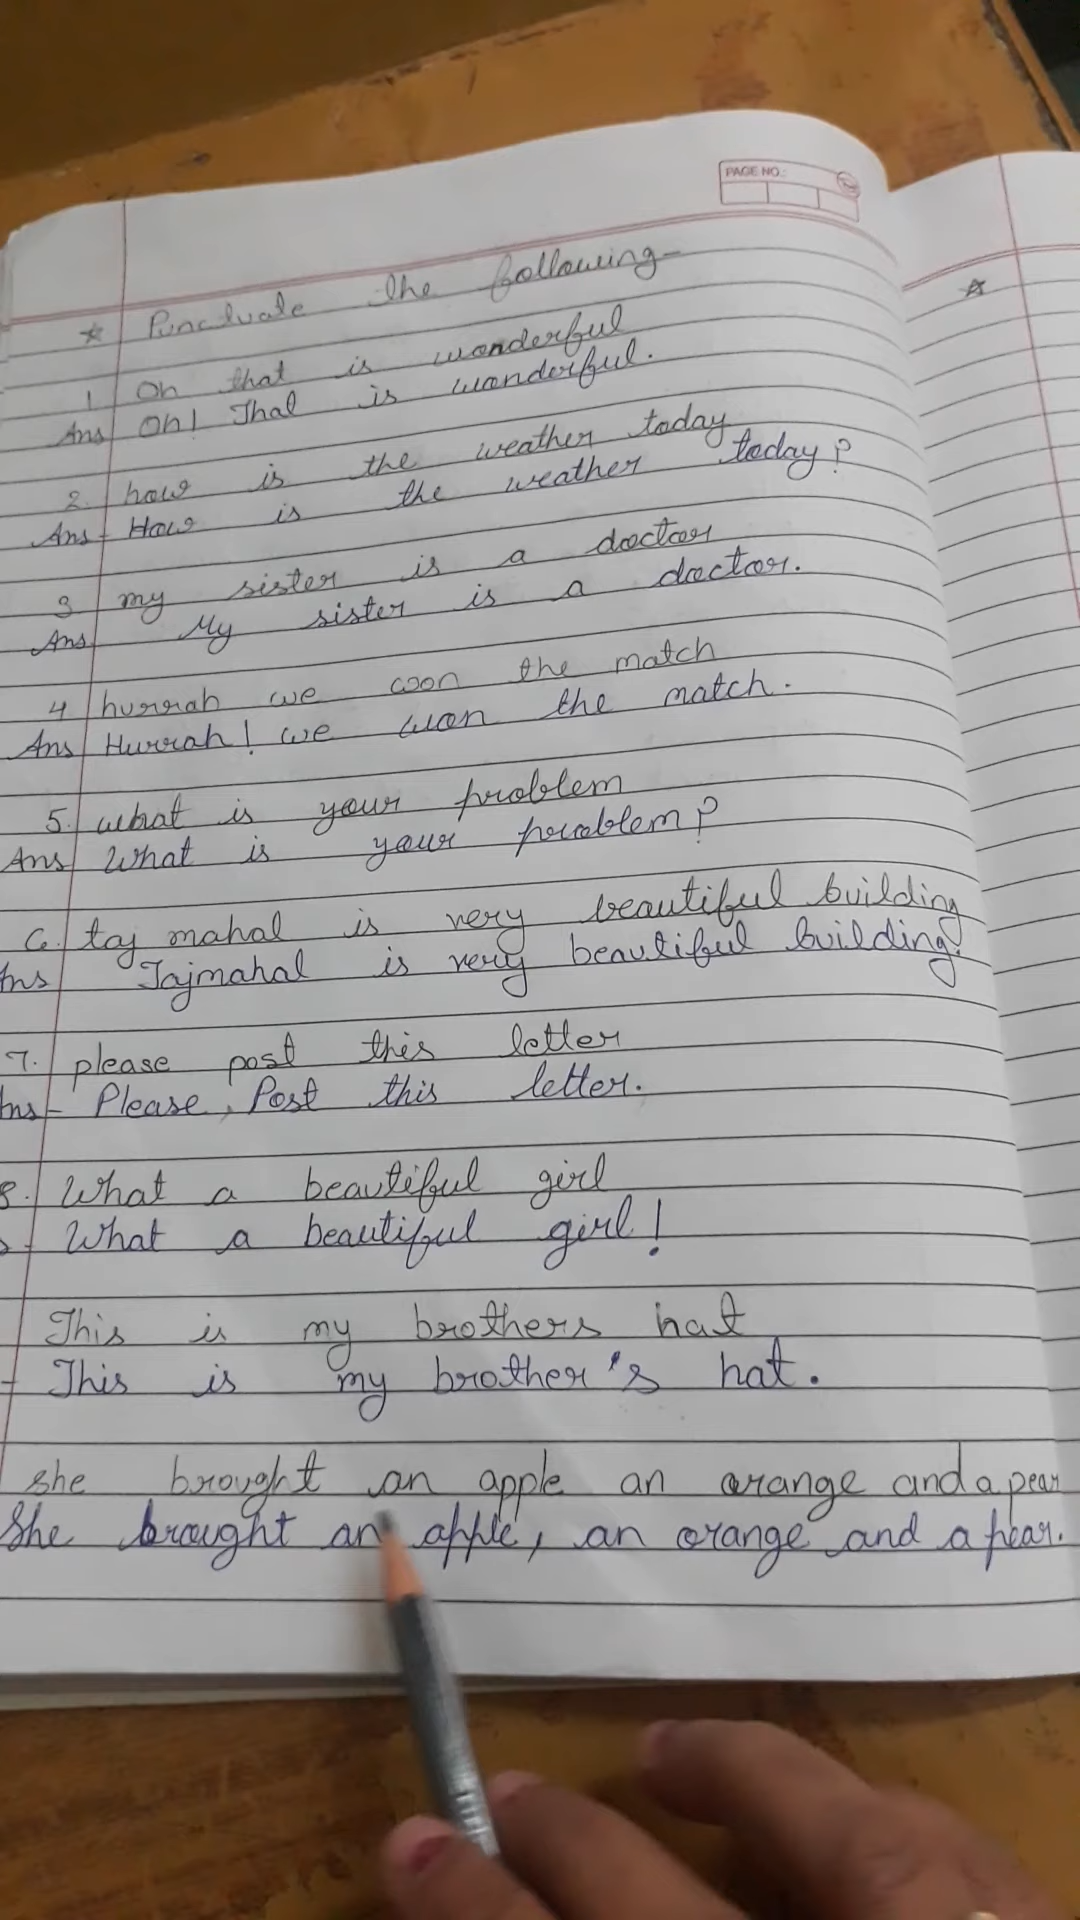 PAGE NO.:
☆ Punctuate the following-
☆
1 Oh that is wonderful
Ans Oh! That is wonderful.
2. how is the weather today
Ans- How is the weather today?
3 my sister is a doctor
Ans My sister is a doctor.
4 hurrah we won the match
Ans Hurrah! we won the match.
5. what is your problem
Ans What is your problem?
6. taj mahal is very beautiful building
Ans Tajmahal is very beautiful building.
7. please post this letter
Ans- Please, Post this letter.
8. What a beautiful girl
- What a beautiful girl!
This is my brothers hat
- This is my brother's hat.
she brought an apple an orange and a pear
She brought an apple, an orange and a pear.